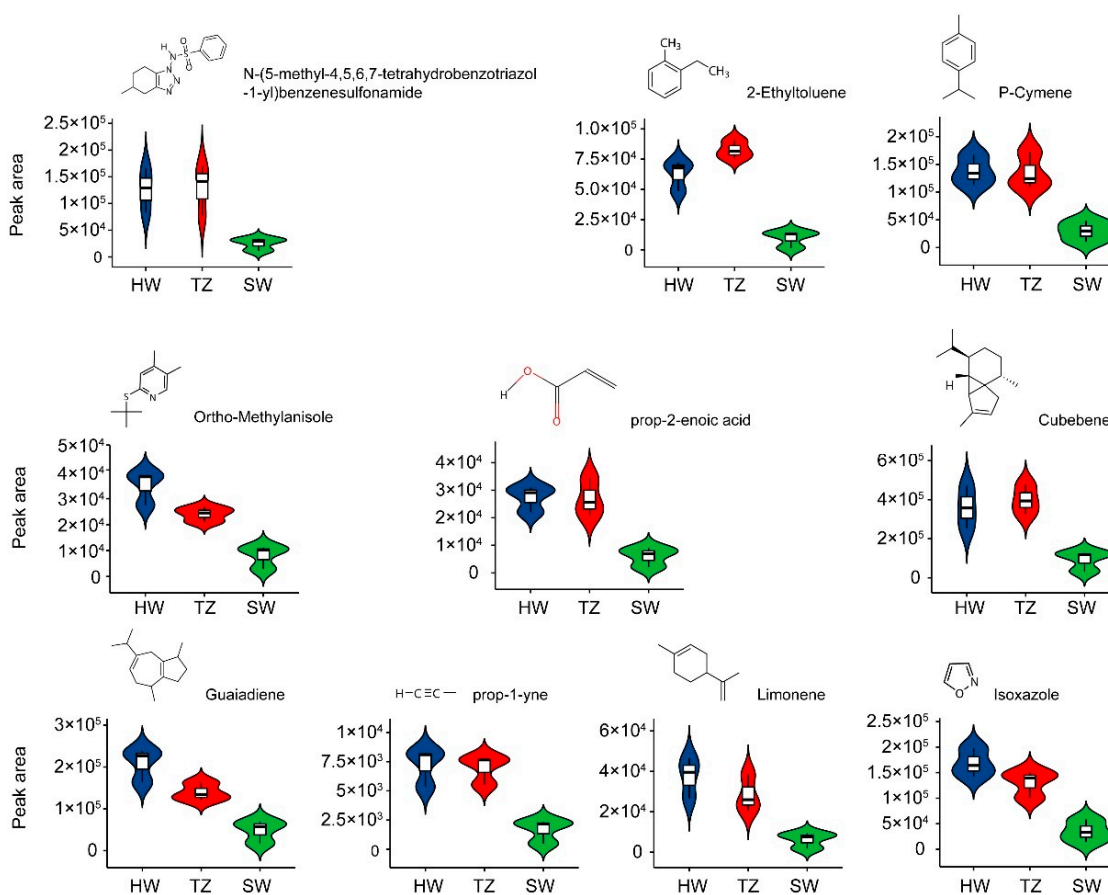 H
N-N
S
O
O
N
N
N-(5-methyl-4,5,6,7-tetrahydrobenzotriazol
-1-yl)benzenesulfonamide
CH₃
CH₃
2-Ethyltoluene
P-Cymene
Peak area
2.5×10⁵
2×10⁵
1.5×10⁵
1×10⁵
5×10⁴
0
HW TZ SW
1.0×10⁵
7.5×10⁴
5.0×10⁴
2.5×10⁴
0
HW TZ SW
2×10⁵
1.5×10⁵
1×10⁵
5×10⁴
0
HW TZ SW
S
N
Ortho-Methylanisole
H
O
O
prop-2-enoic acid
H
Cubebene
Peak area
5×10⁴
4×10⁴
3×10⁴
2×10⁴
1×10⁴
0
HW TZ SW
4×10⁴
3×10⁴
2×10⁴
1×10⁴
0
HW TZ SW
6×10⁵
4×10⁵
2×10⁵
0
HW TZ SW
Guaiadiene
H-C≡C-
prop-1-yne
Limonene
O
N
Isoxazole
Peak area
3×10⁵
2×10⁵
1×10⁵
0
HW TZ SW
1×10⁴
7.5×10³
5×10³
2.5×10³
0
HW TZ SW
6×10⁴
4×10⁴
2×10⁴
0
HW TZ SW
2.5×10⁵
2×10⁵
1.5×10⁵
1×10⁵
5×10⁴
0
HW TZ SW